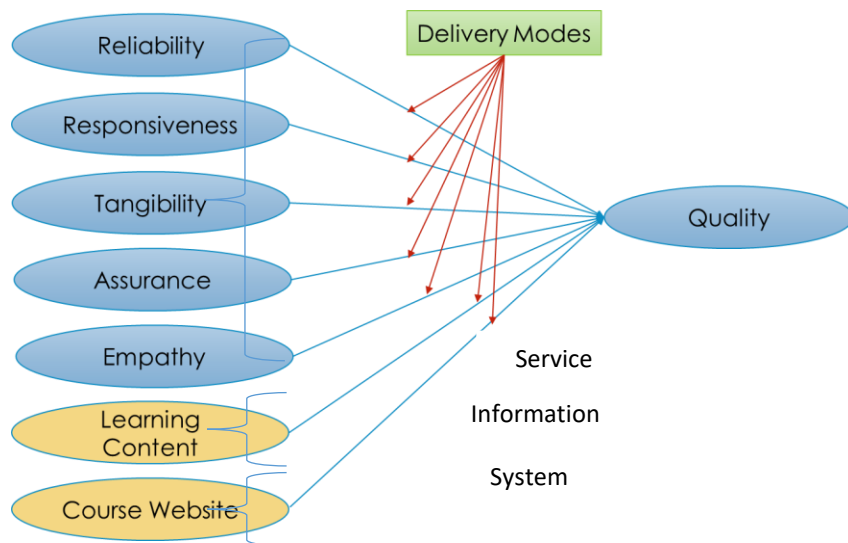 Reliability
Delivery Modes
Responsiveness
Tangibility
Quality
Assurance
Empathy
Service
Learning
Content
Information
System
Course Website